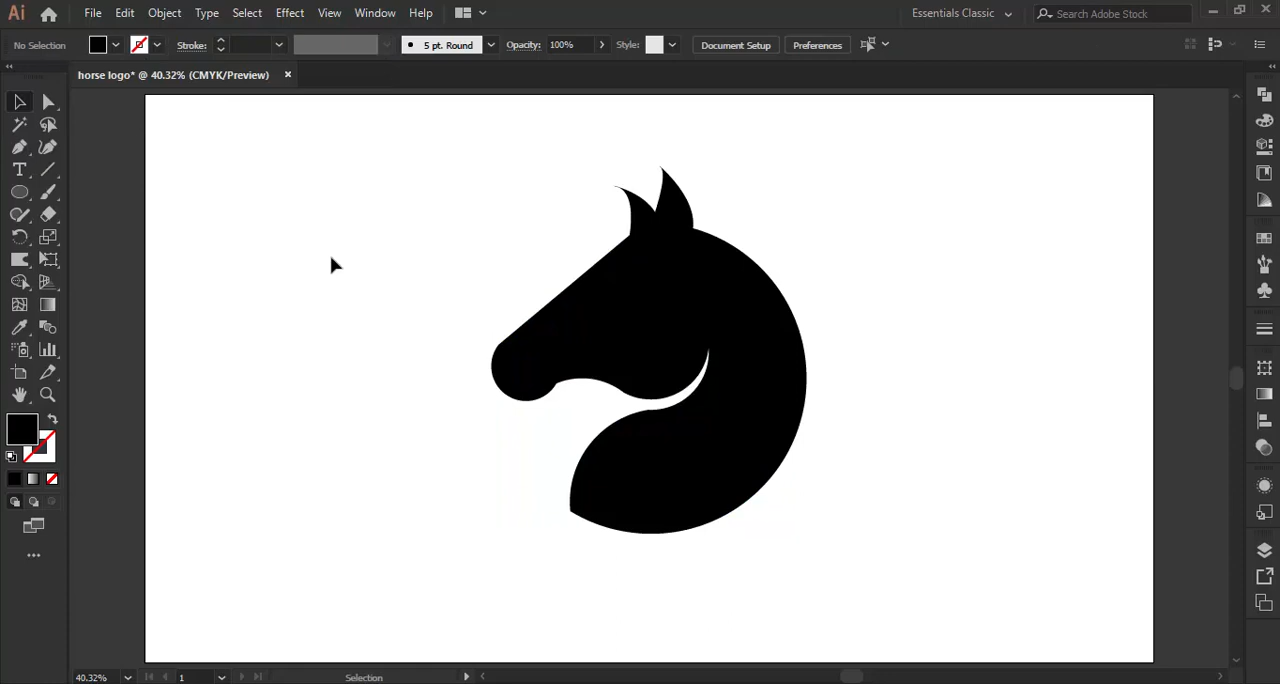 Ai File Edit Object Type Select Effect View Window Help Essentials Classic Search Adobe Stock
No Selection Stroke: 5 pt. Round Opacity: 100% Style: Document Setup Preferences
horse logo* @ 40.32% (CMYK/Preview)
40.32% 1 Selection